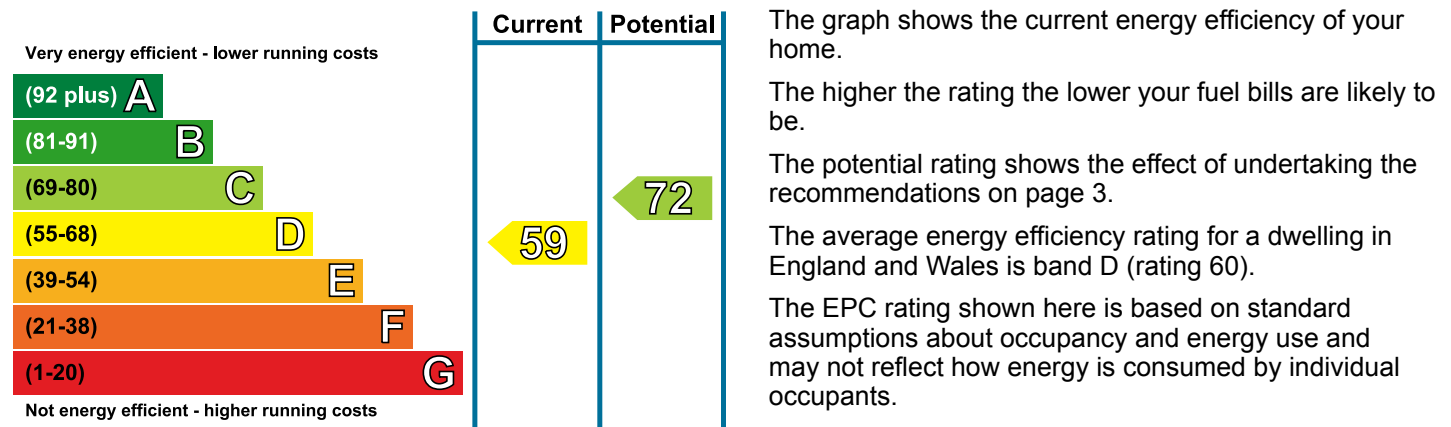 Current Potential
Very energy efficient - lower running costs
(92 plus) A
(81-91) B
(69-80) C
72
(55-68) D
59
(39-54) E
(21-38) F
(1-20) G
Not energy efficient - higher running costs
The graph shows the current energy efficiency of your
home.
The higher the rating the lower your fuel bills are likely to
be.
The potential rating shows the effect of undertaking the
recommendations on page 3.
The average energy efficiency rating for a dwelling in
England and Wales is band D (rating 60).
The EPC rating shown here is based on standard
assumptions about occupancy and energy use and
may not reflect how energy is consumed by individual
occupants.